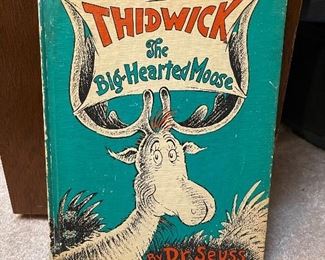 THIDWICK
The
Big-Hearted Moose
By Dr. Seuss